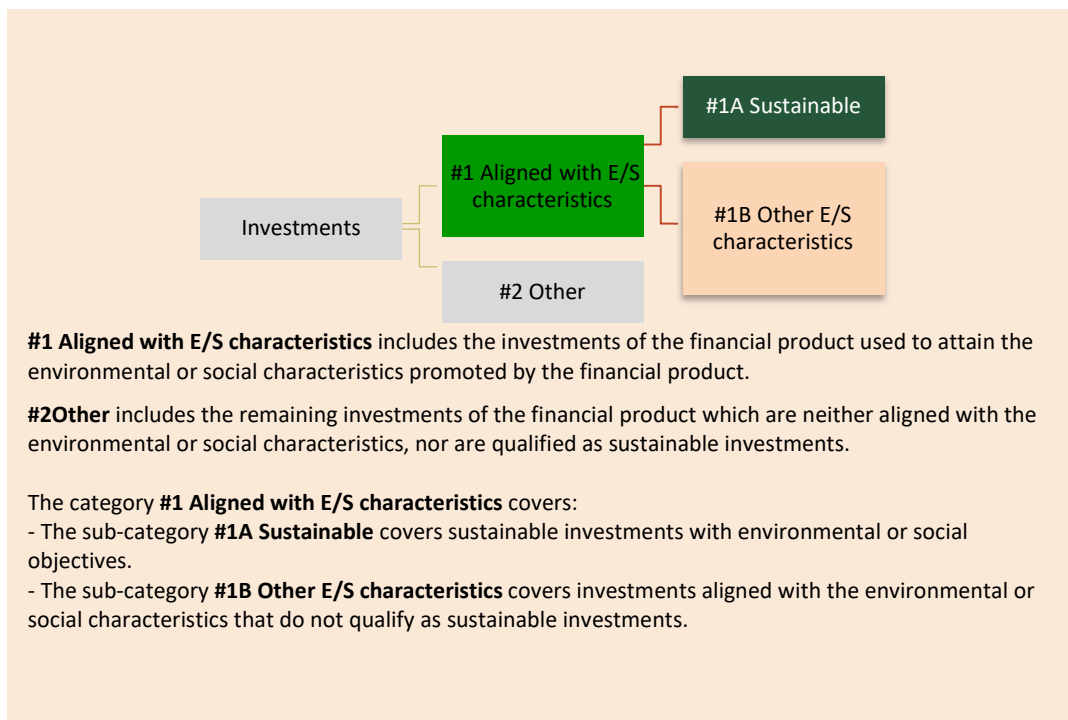 #1A Sustainable
#1 Aligned with E/S
characteristics
#1B Other E/S
characteristics
Investments
#2 Other
#1 Aligned with E/S characteristics includes the investments of the financial product used to attain the
environmental or social characteristics promoted by the financial product.
#2Other includes the remaining investments of the financial product which are neither aligned with the
environmental or social characteristics, nor are qualified as sustainable investments.
The category #1 Aligned with E/S characteristics covers:
- The sub-category #1A Sustainable covers sustainable investments with environmental or social
objectives.
- The sub-category #1B Other E/S characteristics covers investments aligned with the environmental or
social characteristics that do not qualify as sustainable investments.